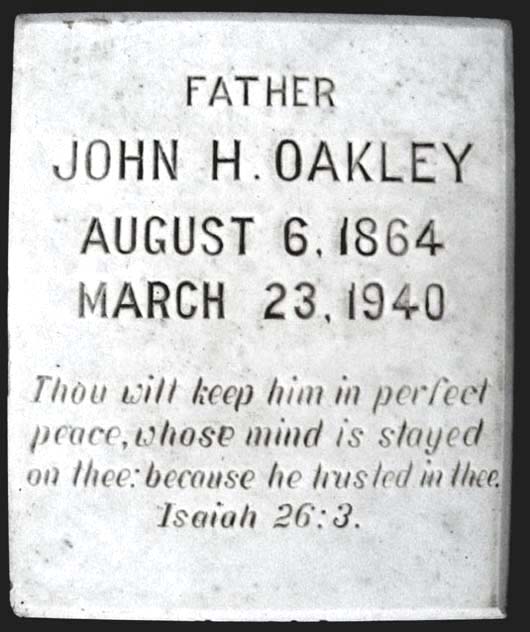 FATHER
JOHN H. OAKLEY
AUGUST 6, 1864
MARCH 23, 1940
Thou wilt keep him in perfect
peace, whose mind is stayed
on thee: because he trusted in thee.
Isaiah 26:3.